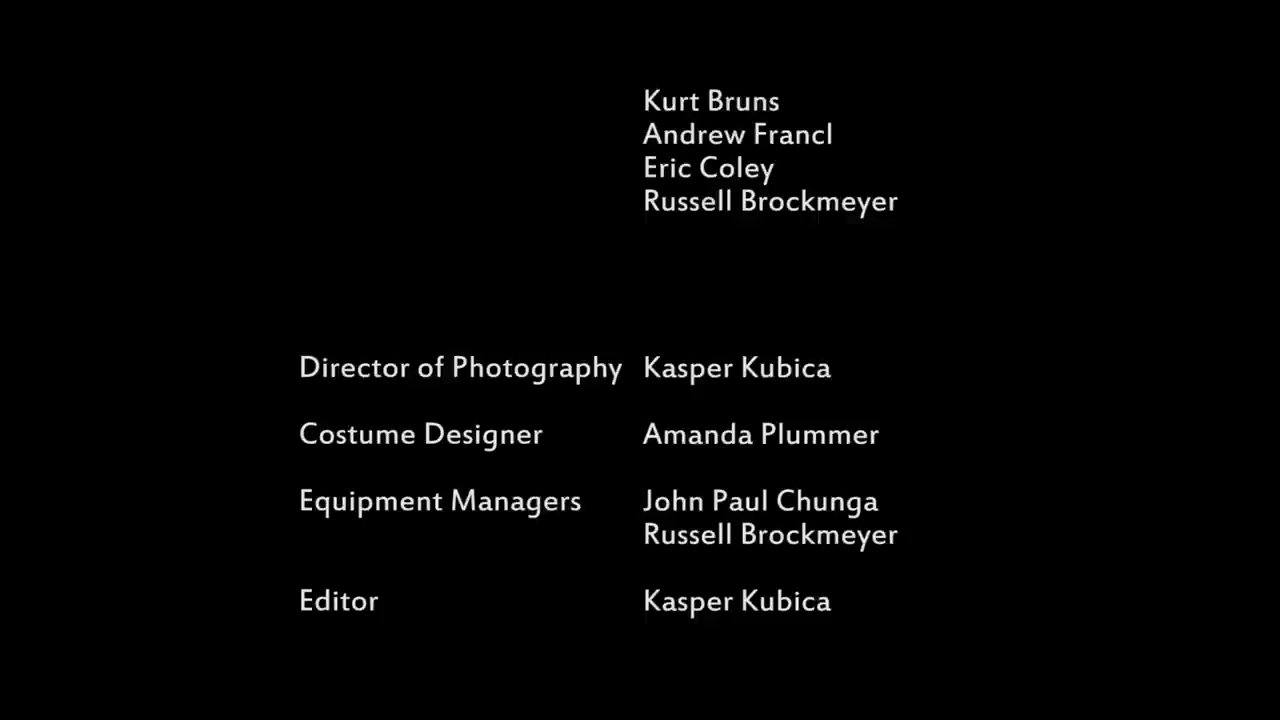 Kurt Bruns
Andrew Francl
Eric Coley
Russell Brockmeyer
Director of Photography Kasper Kubica
Costume Designer Amanda Plummer
Equipment Managers John Paul Chunga
Russell Brockmeyer
Editor Kasper Kubica